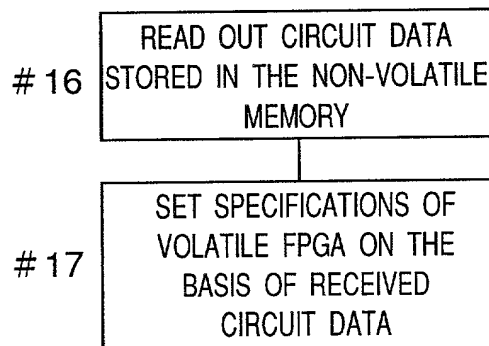 READ OUT CIRCUIT DATA
# 16 STORED IN THE NON-VOLATILE
MEMORY
SET SPECIFICATIONS OF
VOLATILE FPGA ON THE
# 17 BASIS OF RECEIVED
CIRCUIT DATA